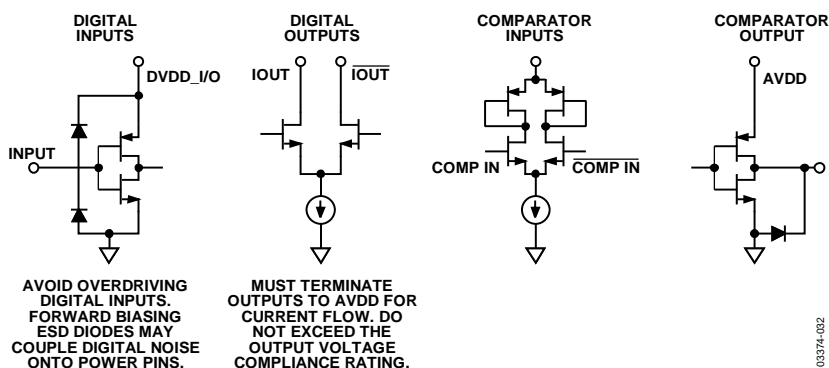 DIGITAL
INPUTS
DVDD_I/O
INPUT
AVOID OVERDRIVING
DIGITAL INPUTS.
FORWARD BIASING
ESD DIODES MAY
COUPLE DIGITAL NOISE
ONTO POWER PINS.
DIGITAL
OUTPUTS
IOUT
IOUT
MUST TERMINATE
OUTPUTS TO AVDD FOR
CURRENT FLOW. DO
NOT EXCEED THE
OUTPUT VOLTAGE
COMPLIANCE RATING.
COMPARATOR
INPUTS
COMP IN
COMP IN
COMPARATOR
OUTPUT
AVDD
03374-032